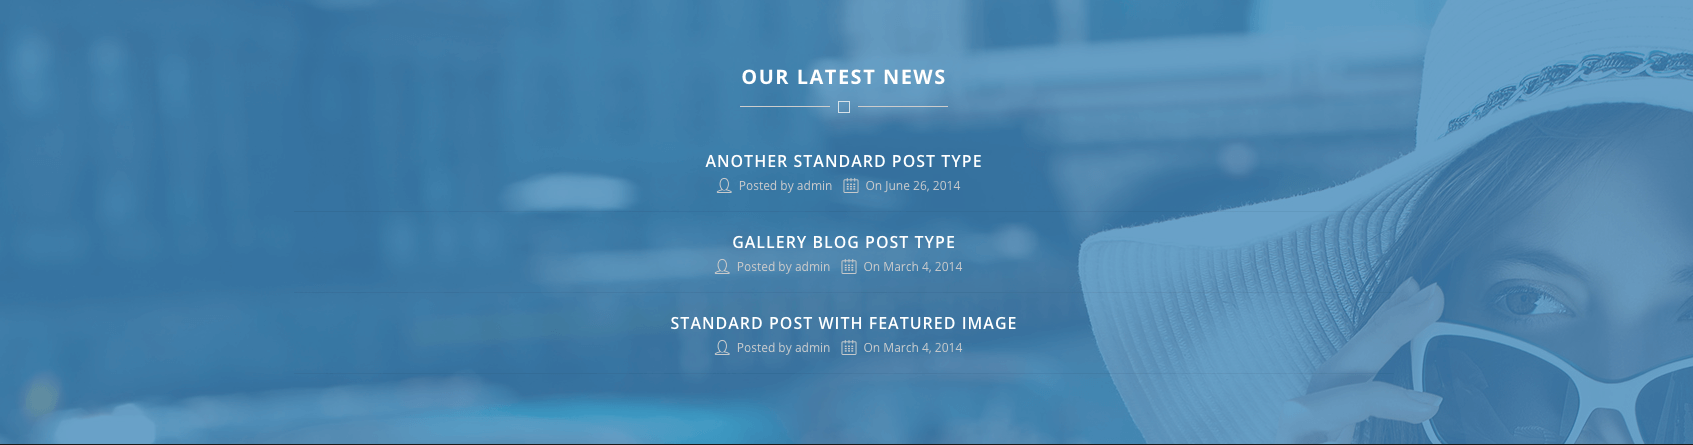 OUR LATEST NEWS
ANOTHER STANDARD POST TYPE
Posted by admin On June 26, 2014
GALLERY BLOG POST TYPE
Posted by admin On March 4, 2014
STANDARD POST WITH FEATURED IMAGE
Posted by admin On March 4, 2014